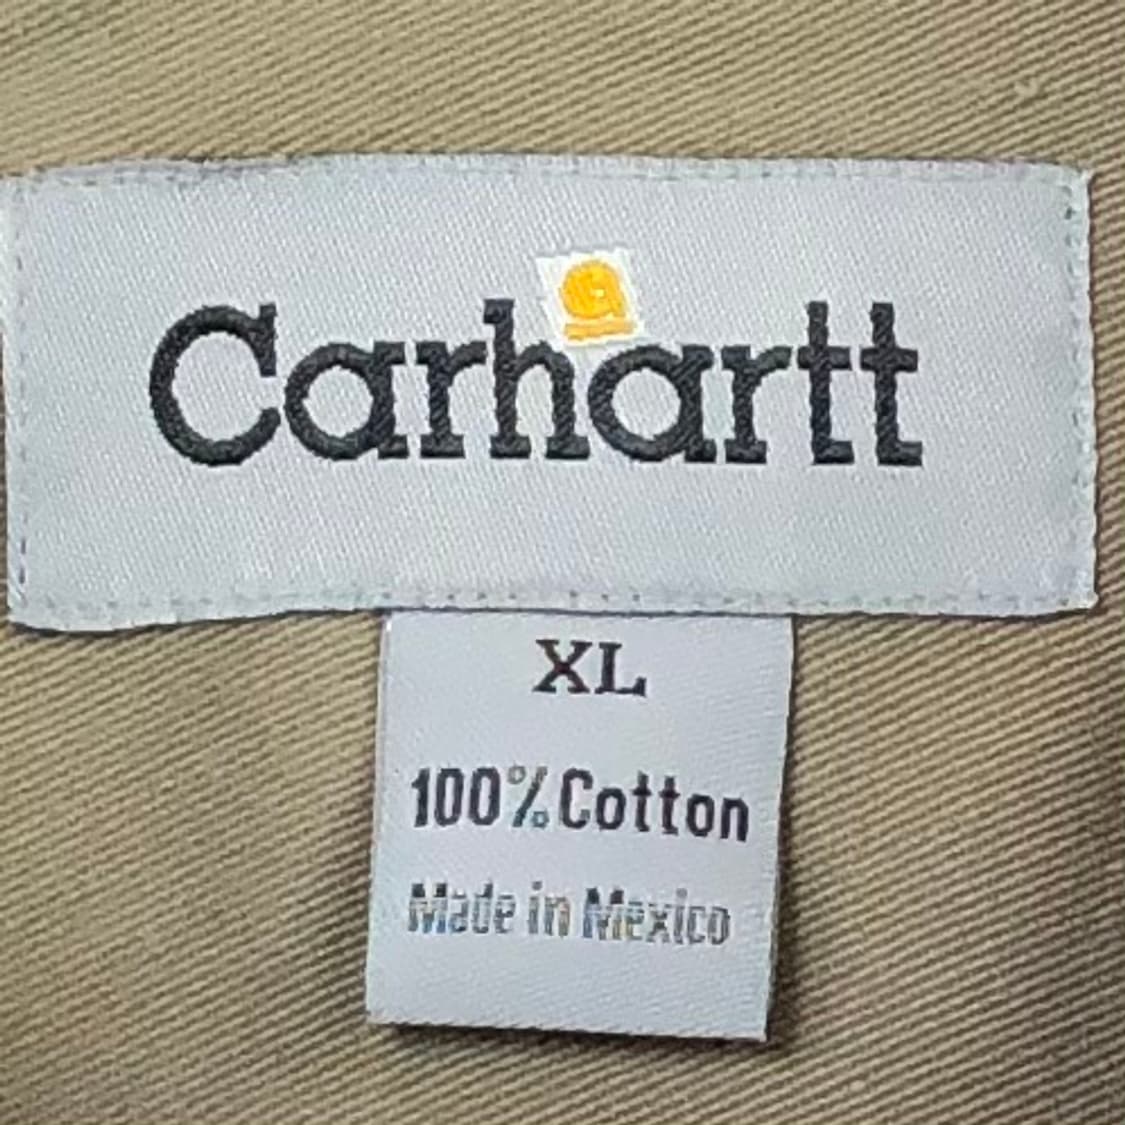 Carhartt
XL
100% Cotton
Made in Mexico